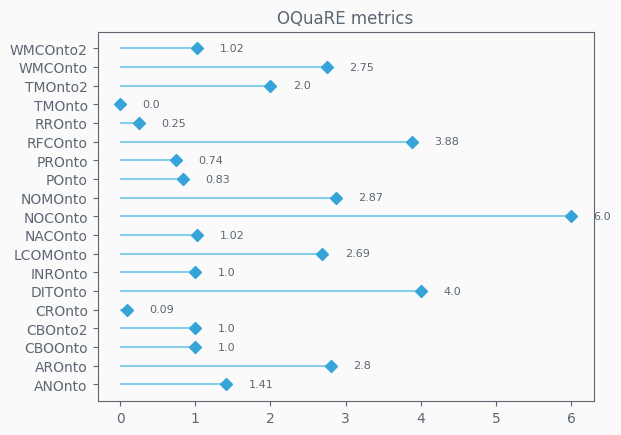 OQuaRE metrics
WMCOnto2 1.02
WMCOnto 2.75
TMOnto2 2.0
TMOnto 0.0
RROnto 0.25
RFCOnto 3.88
PROnto 0.74
POnto 0.83
NOMOnto 2.87
NOCOnto 6.0
NACOnto 1.02
LCOMOnto 2.69
INROnto 1.0
DITOnto 4.0
CROnto 0.09
CBOnto2 1.0
CBOOnto 1.0
AROnto 2.8
ANOnto 1.41
0 1 2 3 4 5 6